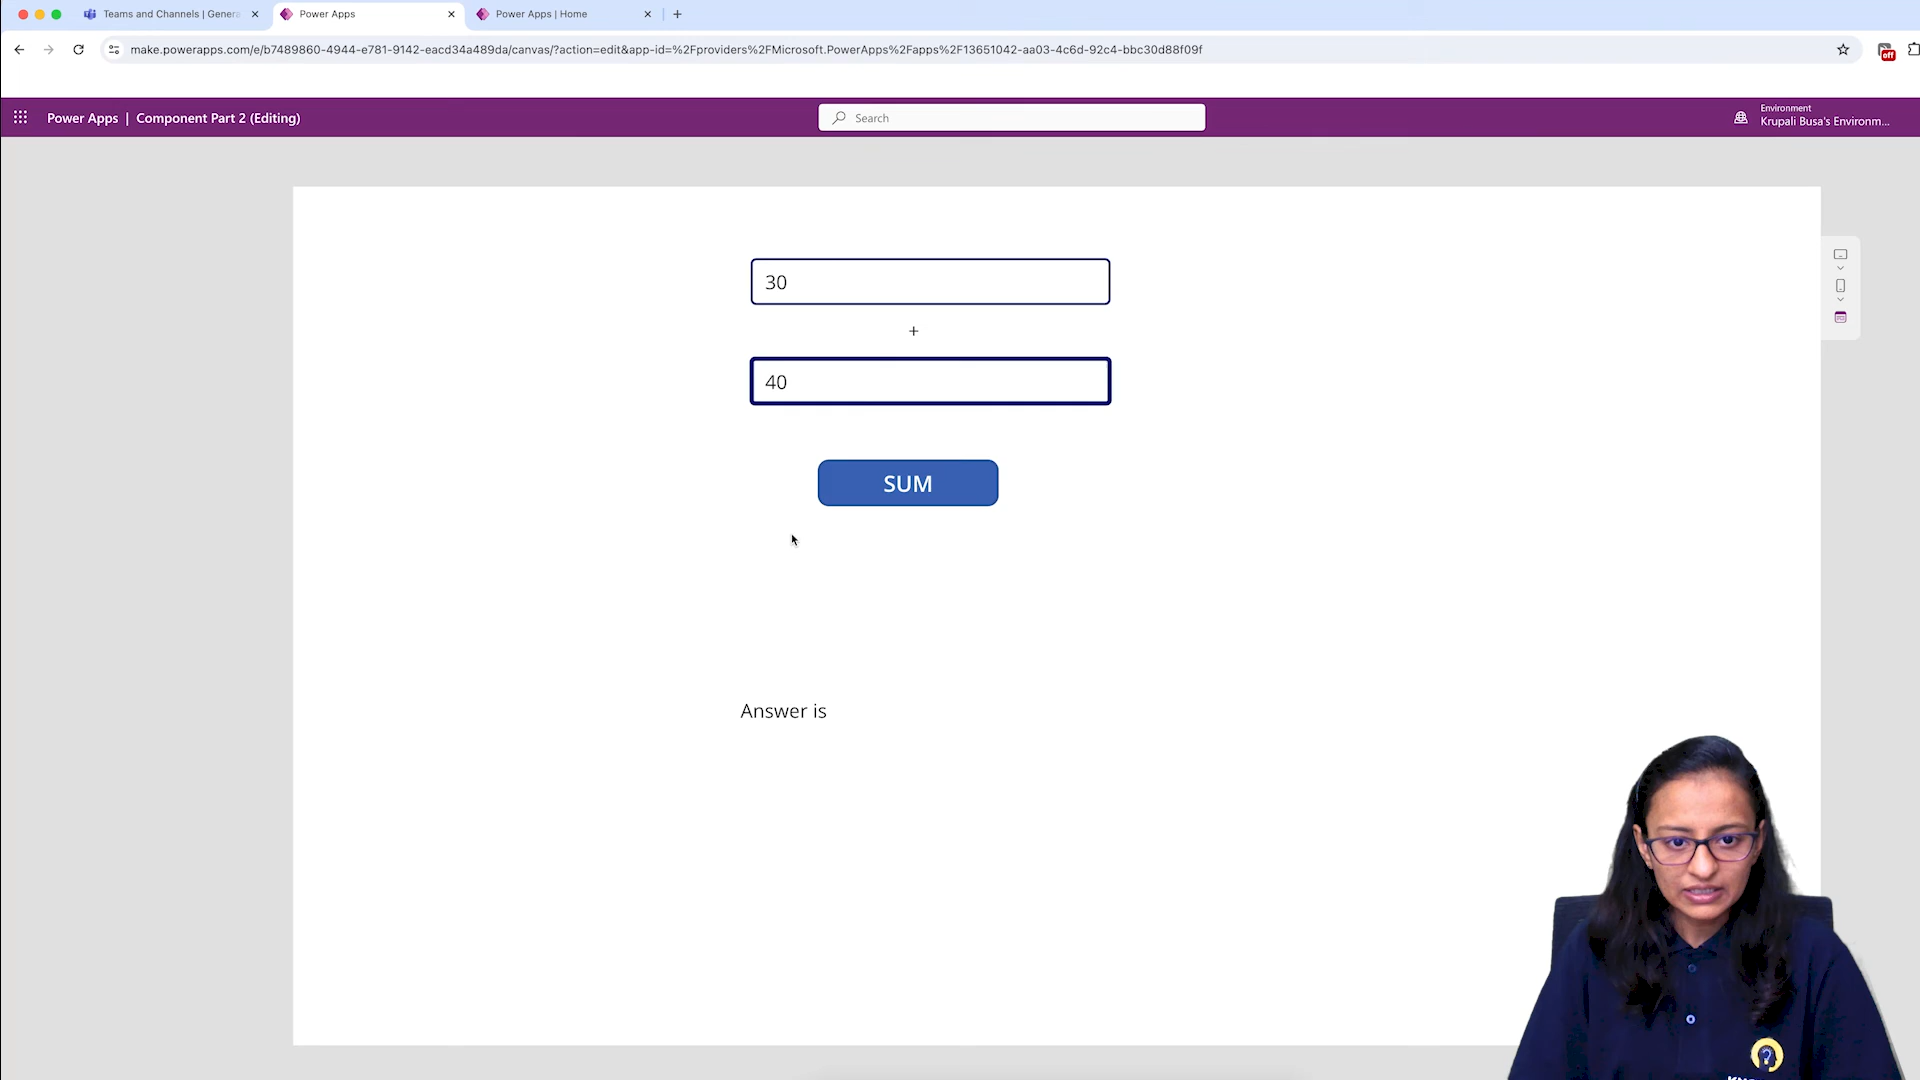 Teams and Channels | Genera
Power Apps
Power Apps | Home
make.powerapps.com/e/b7489860-4944-e781-9142-eacd34a489da/canvas/?action=edit&app-id=%2Fproviders%2FMicrosoft.PowerApps%2Fapps%2F13651042-aa03-4c6d-92c4-bbc30d88f09f
off
Power Apps | Component Part 2 (Editing)
Search
Environment
Krupali Busa's Environm...
30
+
40
SUM
Answer is